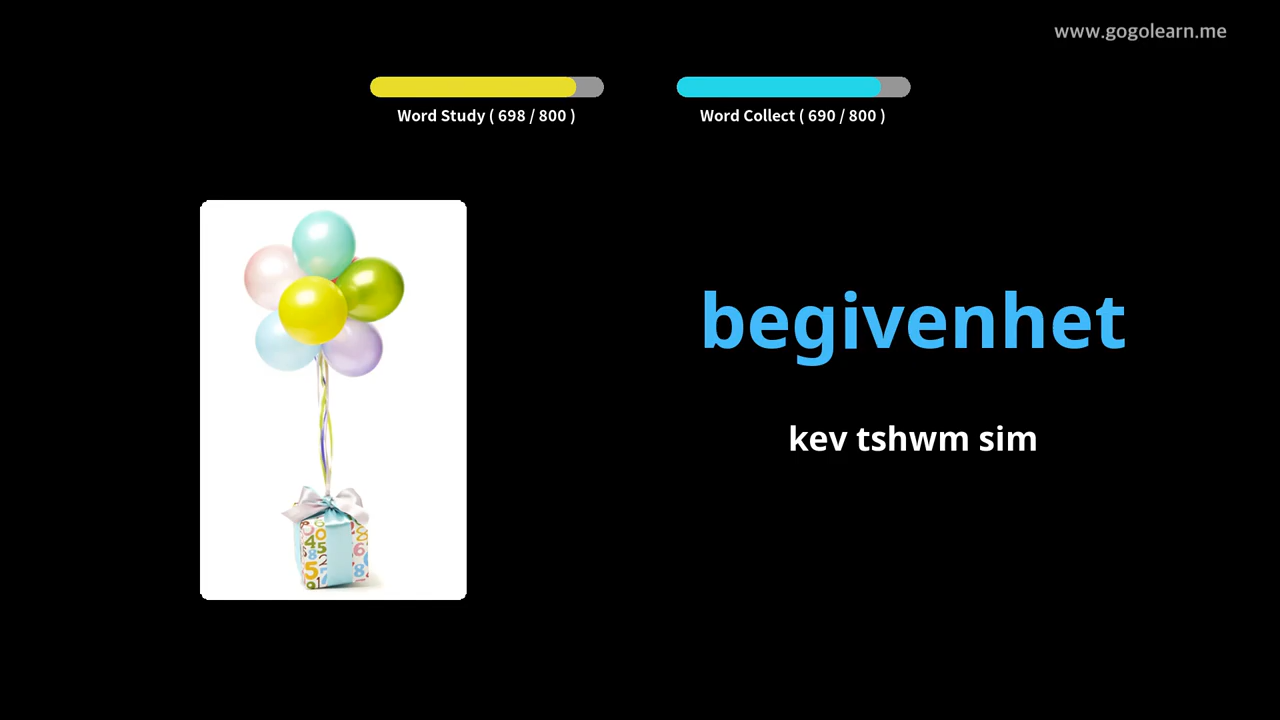 www.gogolearn.me
Word Study ( 698 / 800 )
Word Collect ( 690 / 800 )
begivenhet
kev tshwm sim